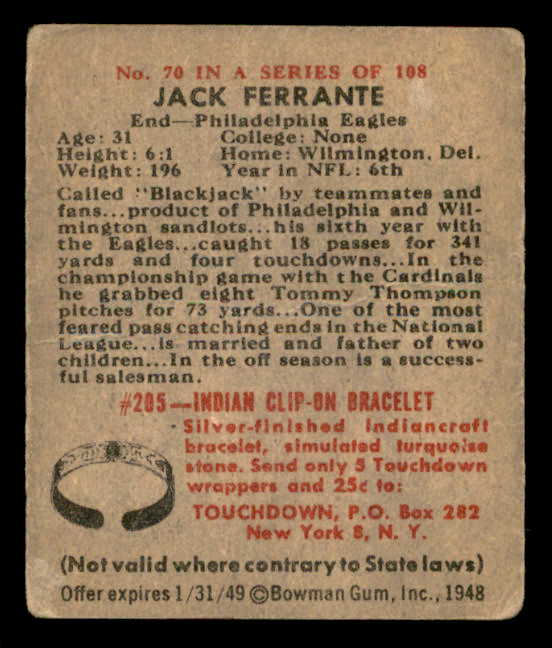 No. 70 IN A SERIES OF 108
JACK FERRANTE
End—Philadelphia Eagles
Age: 31 College: None
Height: 6:1 Home: Wilmington, Del.
Weight: 196 Year in NFL: 6th
Called "Blackjack" by teammates and
fans...product of Philadelphia and Wil-
mington sandlots...his sixth year with
the Eagles...caught 18 passes for 341
yards and four touchdowns...In the
championship game with the Cardinals
he grabbed eight Tommy Thompson
pitches for 73 yards...One of the most
feared pass catching ends in the National
League...is married and father of two
children...In the off season is a success-
ful salesman.
#205—INDIAN CLIP-ON BRACELET
Silver-finished Indiancraft
bracelet, simulated turquoise
stone. Send only 5 Touchdown
wrappers and 25c to:
TOUCHDOWN, P.O. Box 282
New York 8, N. Y.
(Not valid where contrary to State laws)
Offer expires 1/31/49 ©Bowman Gum, Inc., 1948